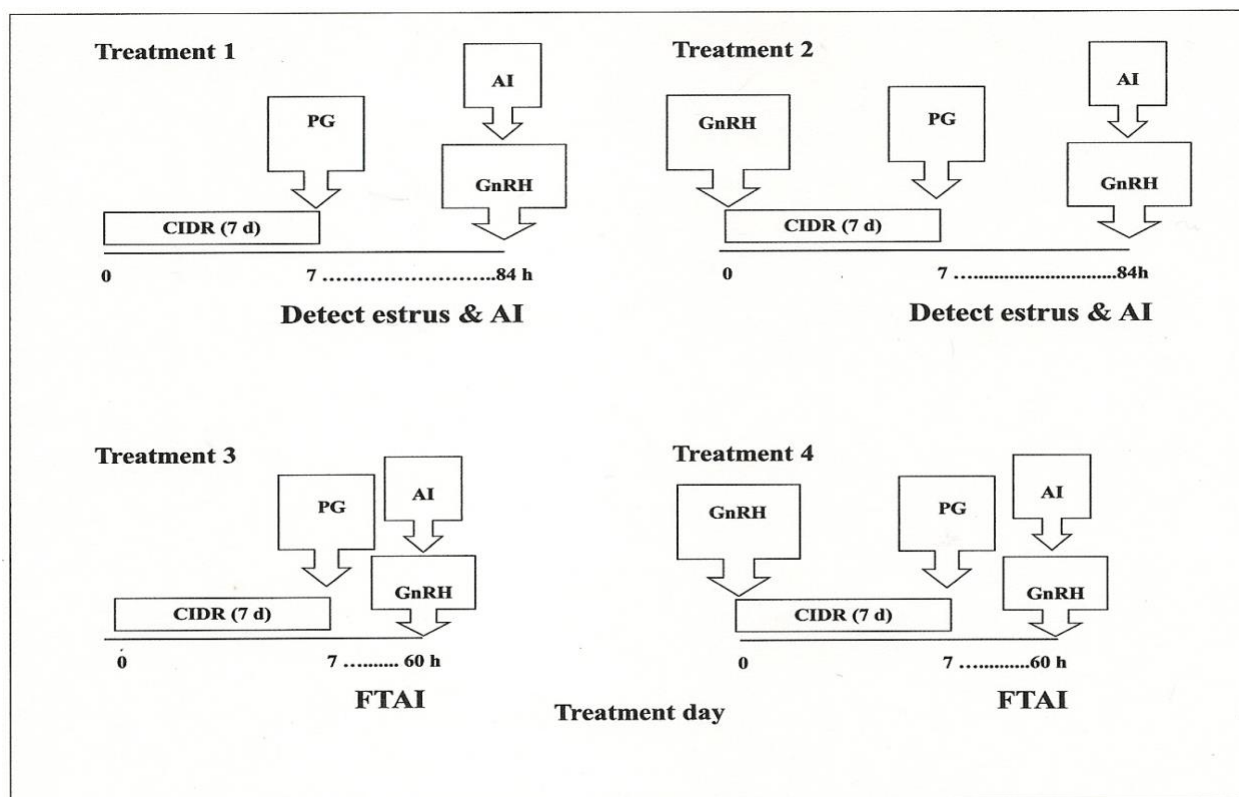 Treatment 1
AI
PG
GnRH
CIDR (7 d)
0
7 ………………………..84 h
Detect estrus & AI
Treatment 2
AI
GnRH
PG
GnRH
CIDR (7 d)
0
7 …...........................84h
Detect estrus & AI
Treatment 3
PG
AI
GnRH
CIDR (7 d)
0
7 …....... 60 h
FTAI
Treatment 4
GnRH
PG
AI
GnRH
CIDR (7 d)
0
7 …..........60 h
FTAI
Treatment day